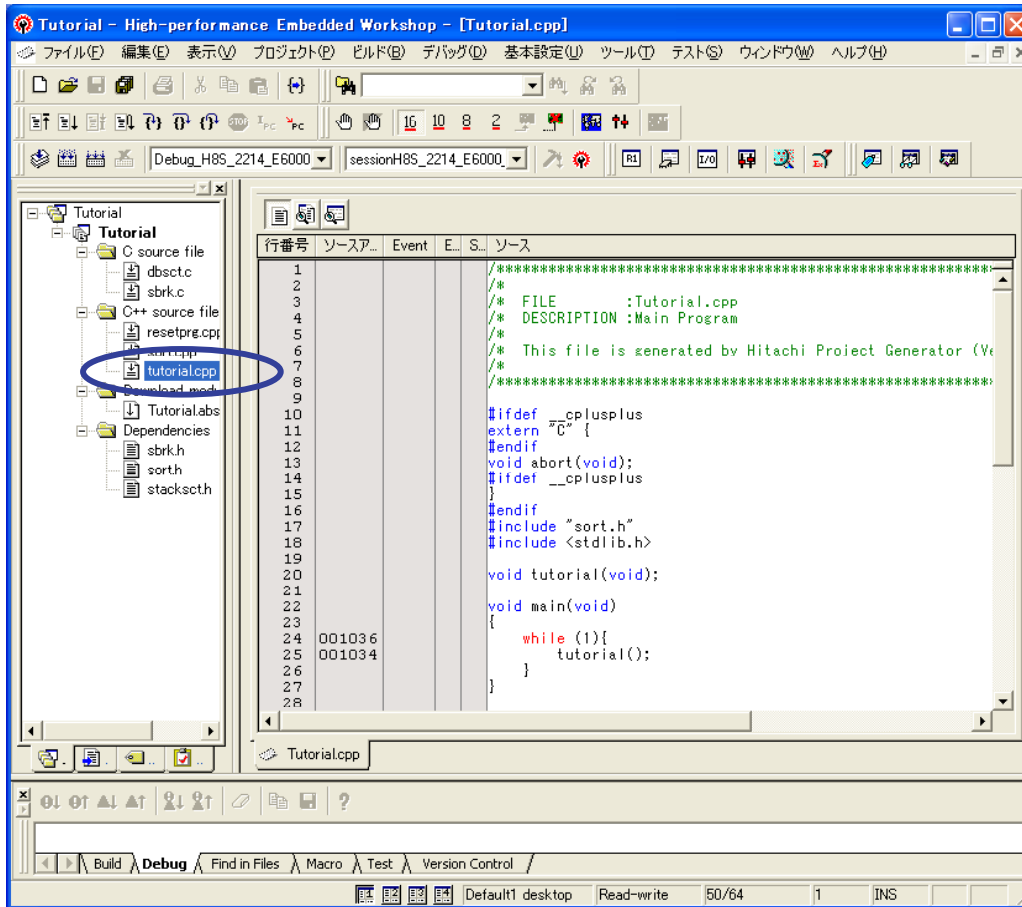 Tutorial - High-performance Embedded Workshop - [Tutorial.cpp]
ファイル(F) 編集(E) 表示(V) プロジェクト(P) ビルド(B) デバッグ(D) 基本設定(U) ツール(T) テスト(S) ウィンドウ(W) ヘルプ(H)
16 10 8 2
Debug_H8S_2214_E6000 sessionH8S_2214_E6000_
Tutorial
Tutorial
C source file
dbsct.c
sbrk.c
C++ source file
resetprg.cpp
tutorial.cpp
Tutorial.abs
Dependencies
sbrk.h
sort.h
stacksct.h
行番号 ソースア... Event E... S... ソース
1 /************************************************************
2 /*
3 /* FILE :Tutorial.cpp
4 /* DESCRIPTION :Main Program
5 /*
6 /* This file is generated by Hitachi Project Generator (Ve
7 /*
8 /************************************************************
9
10 #ifdef __cplusplus
11 extern "C" {
12 #endif
13 void abort(void);
14 #ifdef __cplusplus
15 }
16 #endif
17 #include "sort.h"
18 #include <stdlib.h>
19
20 void tutorial(void);
21
22 void main(void)
23 {
24 001036 while (1){
25 001034 tutorial();
26 }
27 }
28
Tutorial.cpp
Build Debug Find in Files Macro Test Version Control
Default1 desktop Read-write 50/64 1 INS